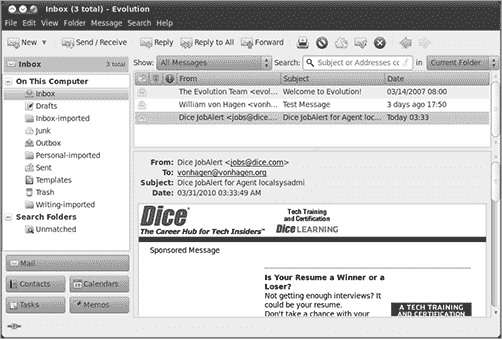 Inbox (3 total) - Evolution
File Edit View Folder Message Search Help
New Send / Receive Reply Reply to All Forward
Inbox 3 total
Show: All Messages Search: Subject or Addresses co in Current Folder
On This Computer
Inbox
Drafts
Inbox-imported
Junk
Outbox
Personal-imported
Sent
Templates
Trash
Writing-imported
Search Folders
Unmatched
Mail
Contacts Calendars
Tasks Memos
From Subject Date
The Evolution Team <evol... Welcome to Evolution! 03/14/2007 08:00
William von Hagen <vonh... Test Message 3 days ago 17:50
Dice JobAlert <jobs@dice.... Dice JobAlert for Agent loc... Today 03:33
From: Dice JobAlert <jobs@dice.com>
To: vonhagen@vonhagen.org
Subject: Dice JobAlert for Agent localsysadmi
Date: 03/31/2010 03:33:49 AM
Dice
The Career Hub for Tech Insiders™
Tech Training
and Certification
Dice LEARNING
Sponsored Message
Is Your Resume a Winner or a
Loser?
Not getting enough interviews? It
could be your resume.
Don't take a chance with your
A TECH TRAINING
AND CERTIFICATION